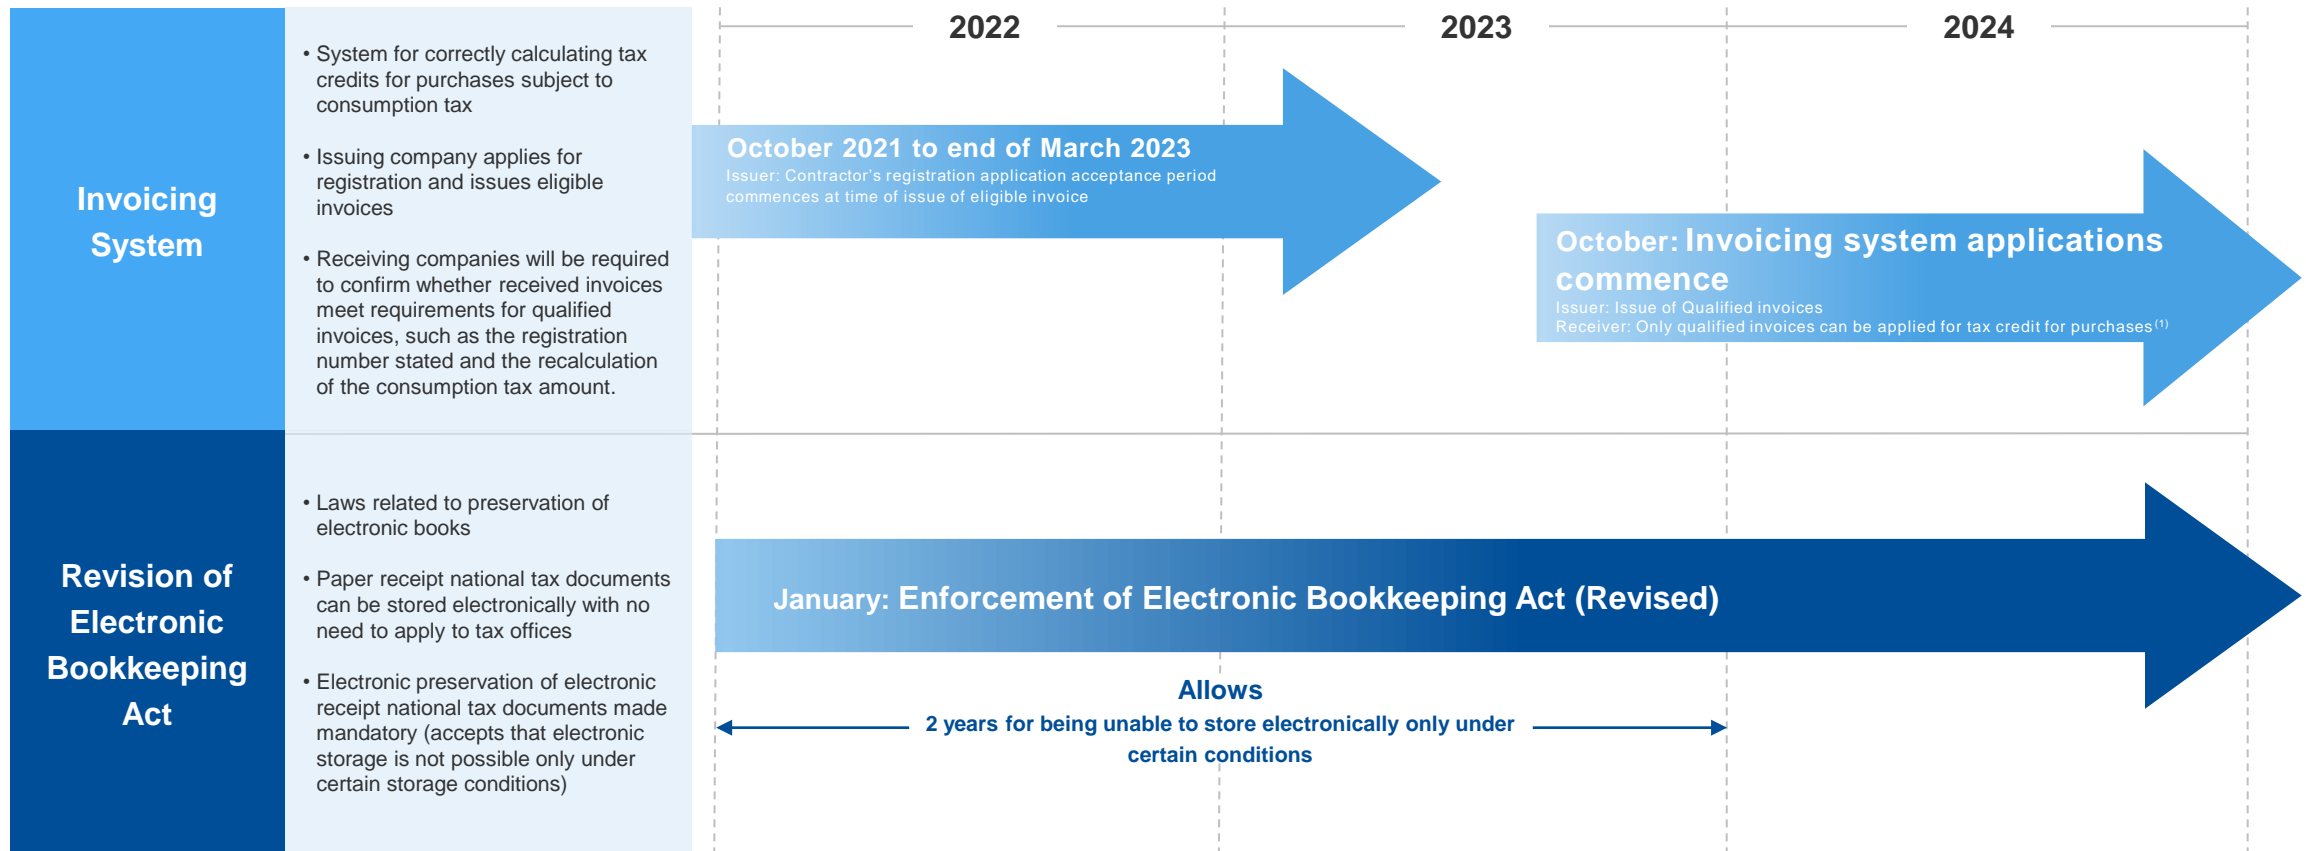 2022
2023
2024
Invoicing
System
• System for correctly calculating tax
credits for purchases subject to
consumption tax
• Issuing company applies for
registration and issues eligible
invoices
• Receiving companies will be required
to confirm whether received invoices
meet requirements for qualified
invoices, such as the registration
number stated and the recalculation
of the consumption tax amount.
October 2021 to end of March 2023
Issuer: Contractor's registration application acceptance period
commences at time of issue of eligible invoice
October: Invoicing system applications
commence
Issuer: Issue of Qualified invoices
Receiver: Only qualified invoices can be applied for tax credit for purchases(1)
Revision of
Electronic
Bookkeeping
Act
• Laws related to preservation of
electronic books
• Paper receipt national tax documents
can be stored electronically with no
need to apply to tax offices
• Electronic preservation of electronic
receipt national tax documents made
mandatory (accepts that electronic
storage is not possible only under
certain storage conditions)
January: Enforcement of Electronic Bookkeeping Act (Revised)
Allows
2 years for being unable to store electronically only under
certain conditions